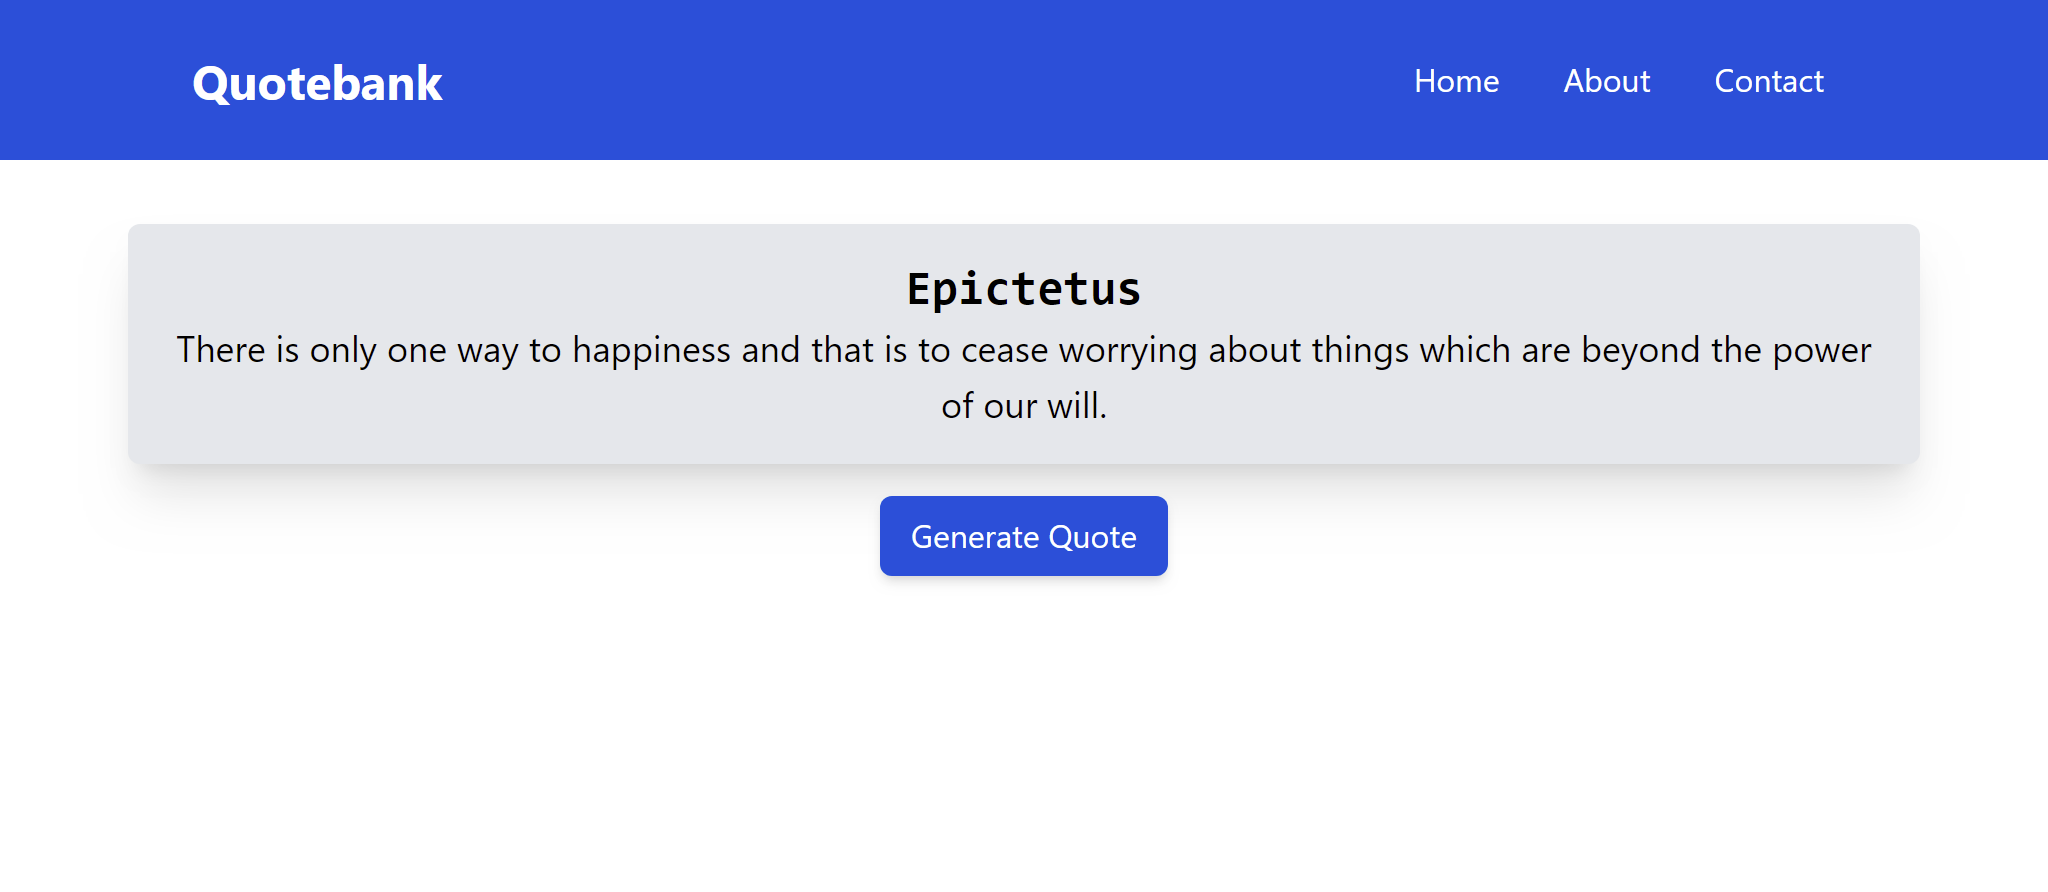 Quotebank
Home About Contact
Epictetus
There is only one way to happiness and that is to cease worrying about things which are beyond the power
of our will.
Generate Quote